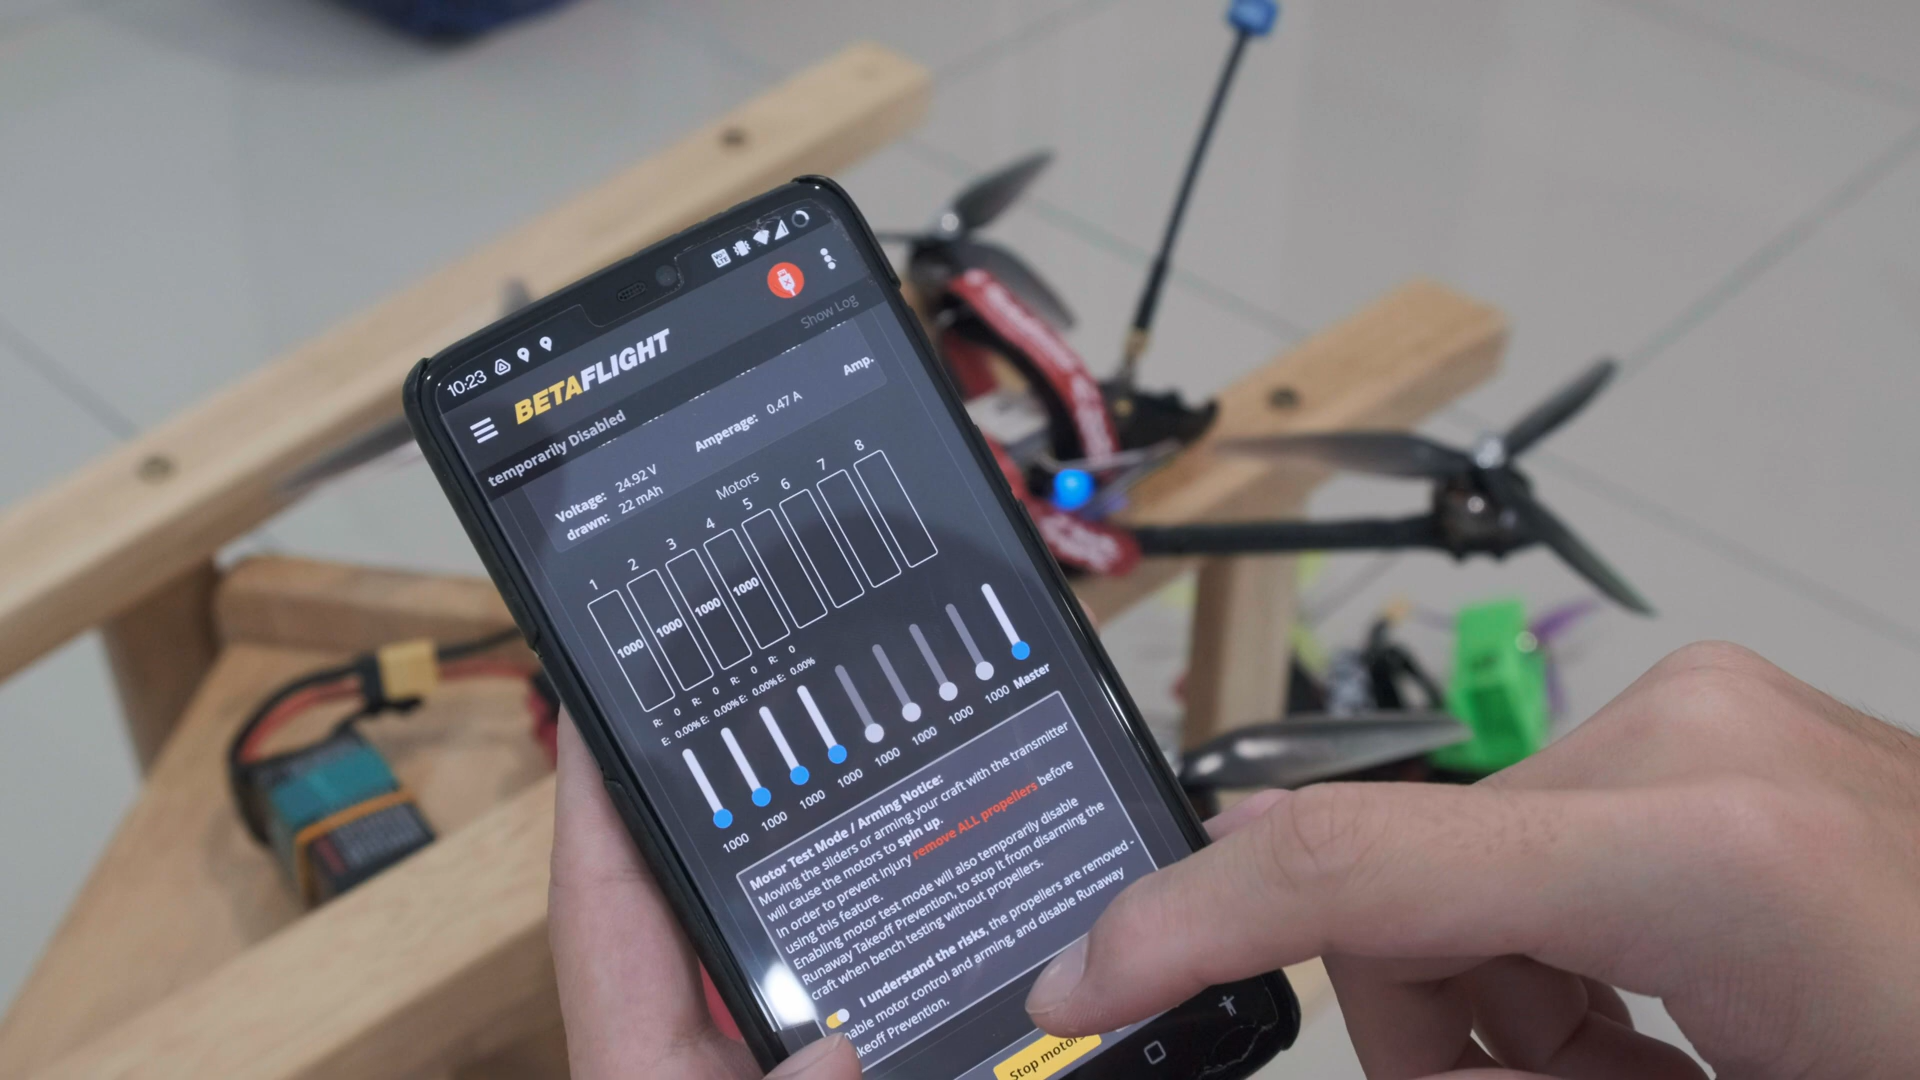 10:23
VoLTE
BETAFLIGHT
Show Log
temporarily Disabled
Voltage: 24.92 V Amperage: 0.47 A Amp.
drawn: 22 mAh
Motors
1 2 3 4 5 6 7 8
1000 1000 1000 1000
R: 0 R: 0 R: 0 R: 0
E: 0.00% E: 0.00% E: 0.00% E: 0.00%
1000 1000 1000 1000 1000 1000 1000 1000 Master
Motor Test Mode / Arming Notice:
Moving the sliders or arming your craft with the transmitter
will cause the motors to spin up.
In order to prevent injury remove ALL propellers before
using this feature.
Enabling motor test mode will also temporarily disable
Runaway Takeoff Prevention, to stop it from disarming the
craft when bench testing without propellers.
I understand the risks, the propellers are removed -
nable motor control and arming, and disable Runaway
keoff Prevention.
Stop motors